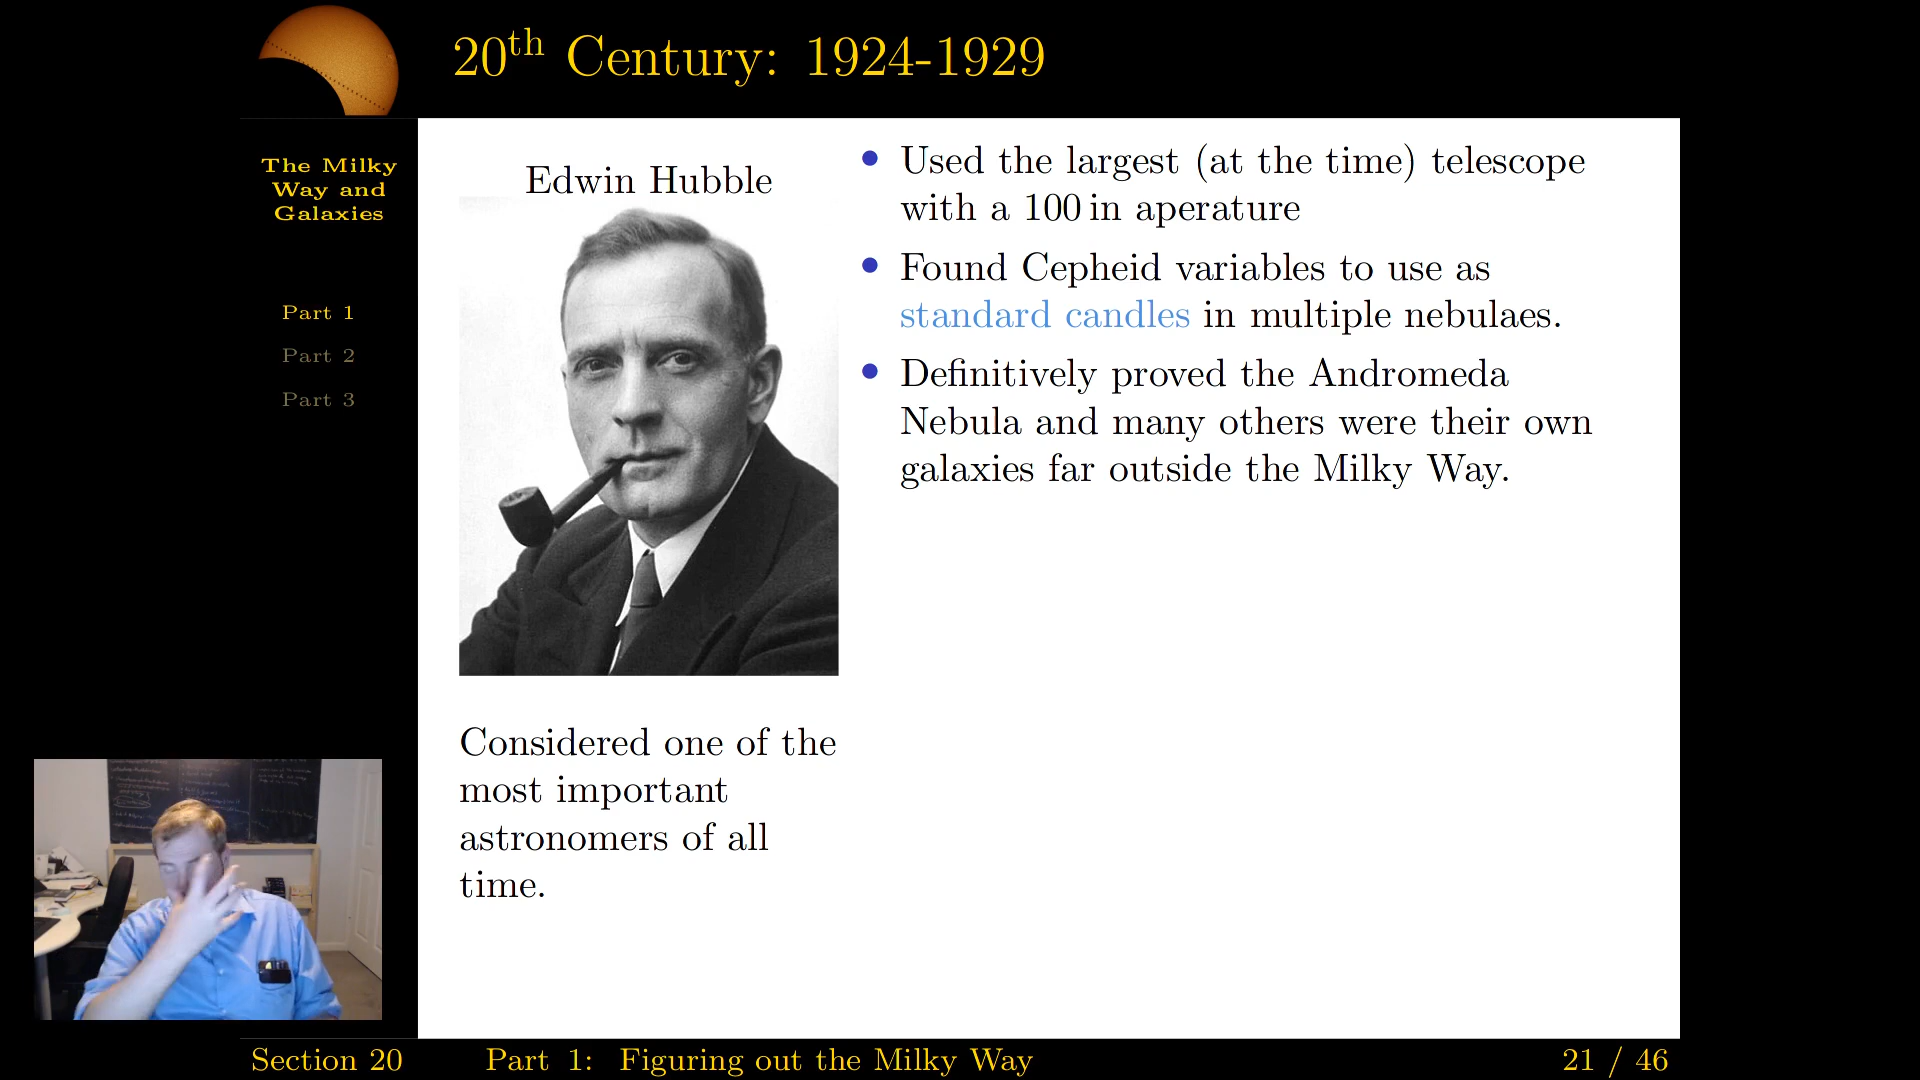 20th Century: 1924-1929
The Milky
Way and
Galaxies
Part 1
Part 2
Part 3
Edwin Hubble
Considered one of the
most important
astronomers of all
time.
• Used the largest (at the time) telescope
with a 100 in aperature
• Found Cepheid variables to use as
standard candles in multiple nebulaes.
• Definitively proved the Andromeda
Nebula and many others were their own
galaxies far outside the Milky Way.
Section 20
Part 1: Figuring out the Milky Way
21 / 46